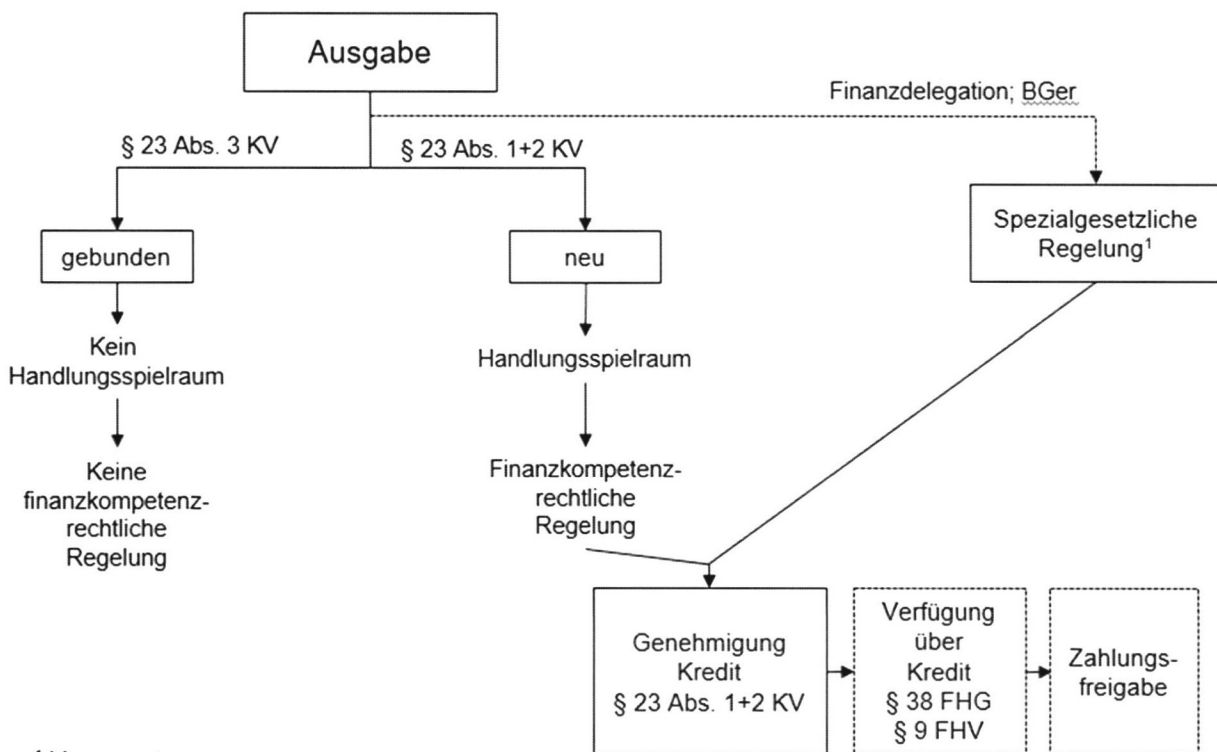 Ausgabe
Finanzdelegation; BGer
§ 23 Abs. 3 KV
§ 23 Abs. 1+2 KV
gebunden
neu
Spezialgesetzliche
Regelung¹
Kein
Handlungsspielraum
Handlungsspielraum
Keine
finanzkompetenz-
rechtliche
Regelung
Finanzkompetenz-
rechtliche
Regelung
Genehmigung
Kredit
§ 23 Abs. 1+2 KV
Verfügung
über
Kredit
§ 38 FHG
§ 9 FHV
Zahlungs-
freigabe